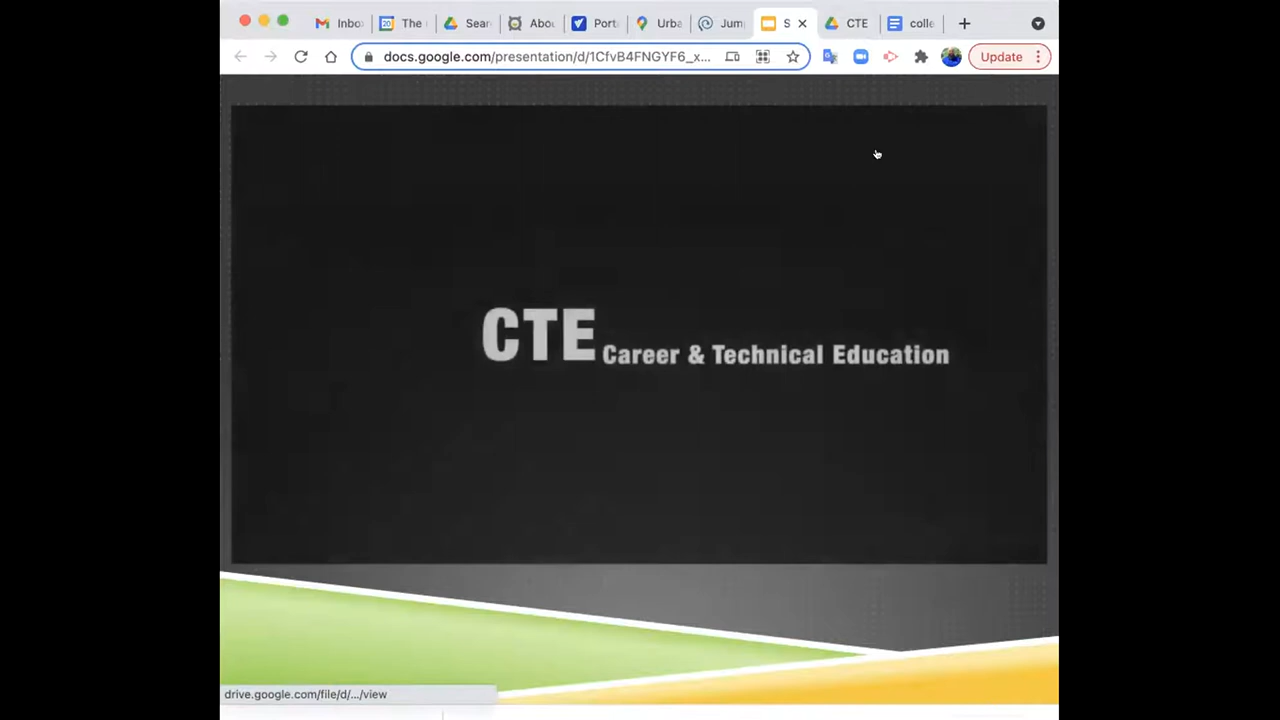 Inbo
The
Sear
Abou
Port
Urba
Jum
S
CTE
colle
docs.google.com/presentation/d/1CfvB4FNGYF6_x...
Update
CTE Career & Technical Education
drive.google.com/file/d/.../view